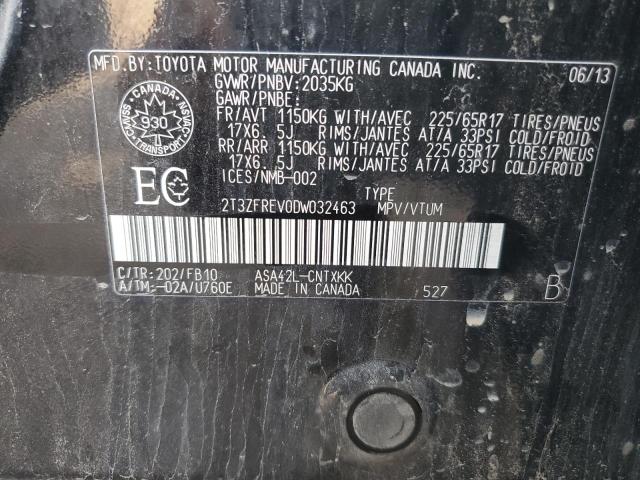 MFD.BY:TOYOTA MOTOR MANUFACTURING CANADA INC. 06/13
GVWR/PNBV:2035KG
GAWR/PNBE:
FR/AVT 1150KG WITH/AVEC 225/65R17 TIRES/PNEUS
17X6.5J RIMS/JANTES AT/A 33PSI COLD/FROID
RR/ARR 1150KG WITH/AVEC 225/65R17 TIRES/PNEUS
17X6.5J RIMS/JANTES AT/A 33PSI COLD/FROID
ICES/NMB-002
CANADA
CMVSS NSVAC
930
TRANSPORT
EC
TYPE
2T3ZFREV0DW032463 MPV/VTUM
C/TR:202/FB10 ASA42L-CNTXKK
A/TM:-02A/U760E MADE IN CANADA 527 B